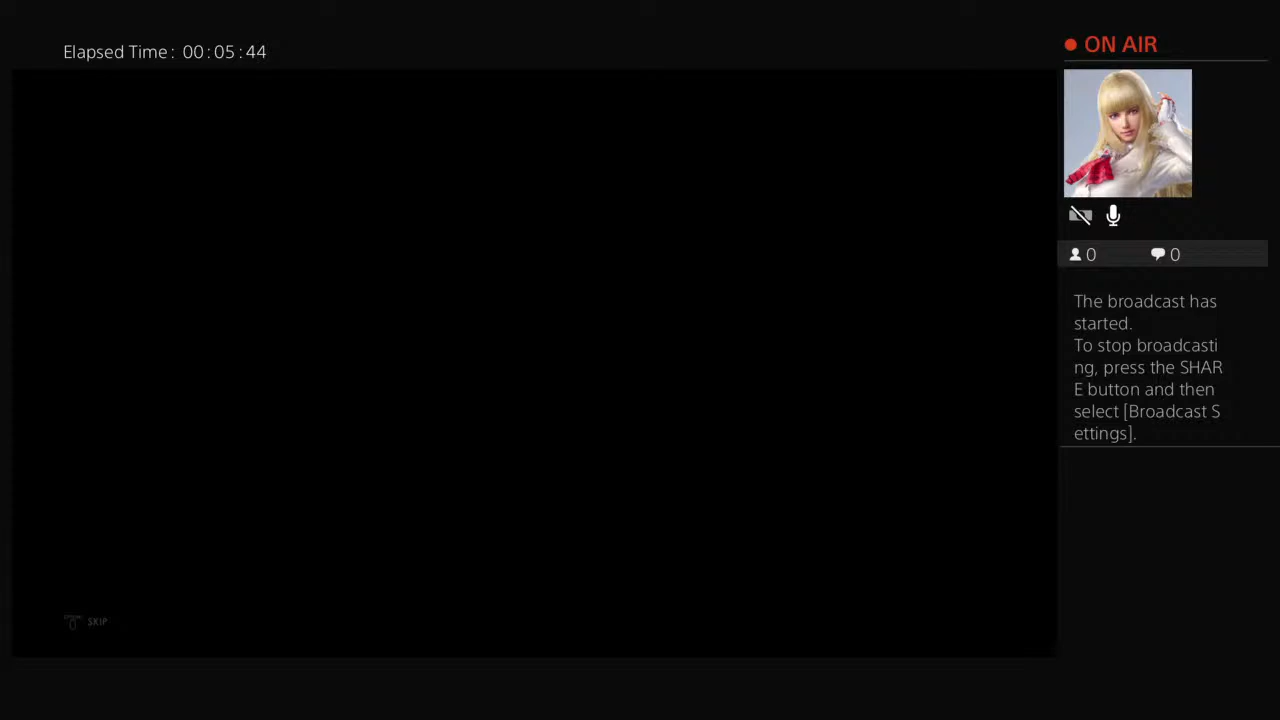 Elapsed Time: 00:05:44
ON AIR
0 0
The broadcast has
started.
To stop broadcasti
ng, press the SHAR
E button and then
select [Broadcast S
ettings].
SKIP